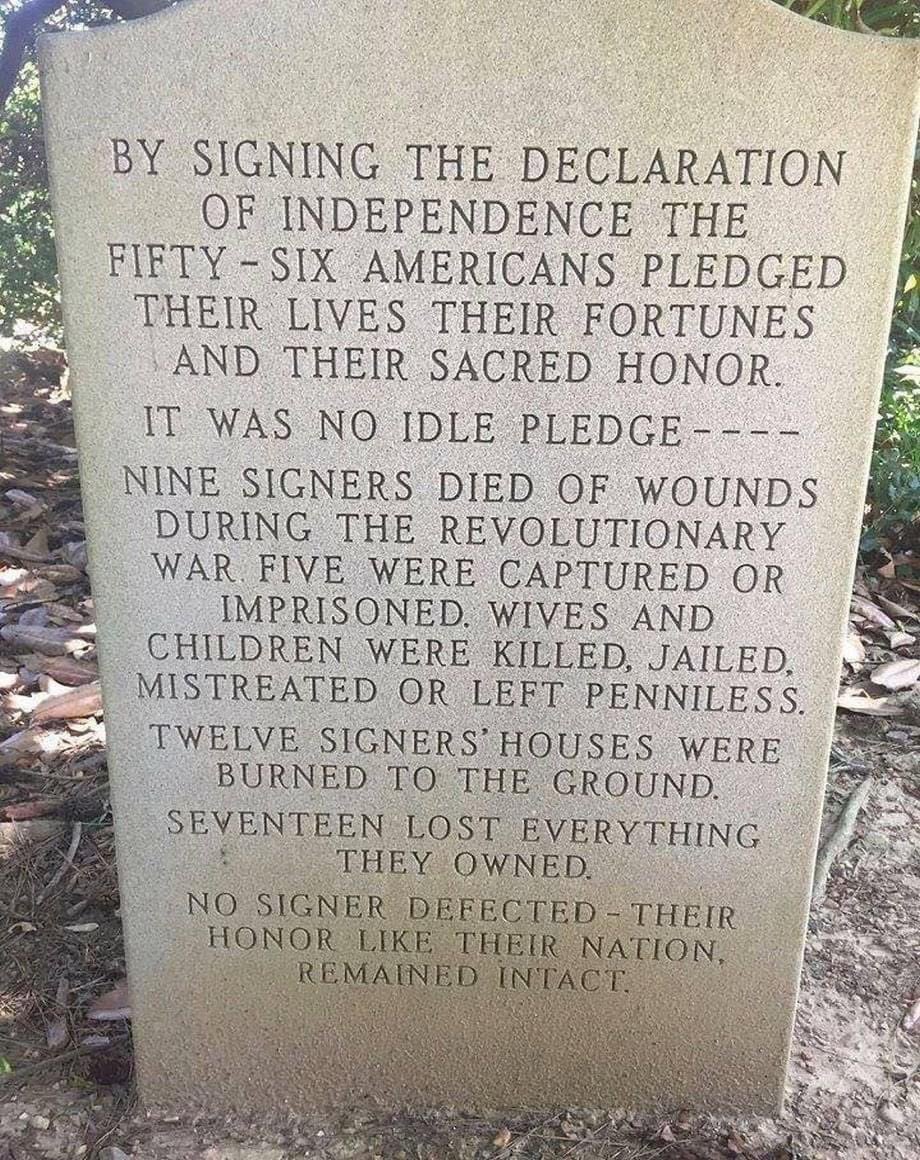 BY SIGNING THE DECLARATION
OF INDEPENDENCE THE
FIFTY-SIX AMERICANS PLEDGED
THEIR LIVES THEIR FORTUNES
AND THEIR SACRED HONOR.
IT WAS NO IDLE PLEDGE----
NINE SIGNERS DIED OF WOUNDS
DURING THE REVOLUTIONARY
WAR. FIVE WERE CAPTURED OR
IMPRISONED. WIVES AND
CHILDREN WERE KILLED, JAILED,
MISTREATED OR LEFT PENNILESS.
TWELVE SIGNERS' HOUSES WERE
BURNED TO THE GROUND.
SEVENTEEN LOST EVERYTHING
THEY OWNED.
NO SIGNER DEFECTED-THEIR
HONOR LIKE THEIR NATION,
REMAINED INTACT.